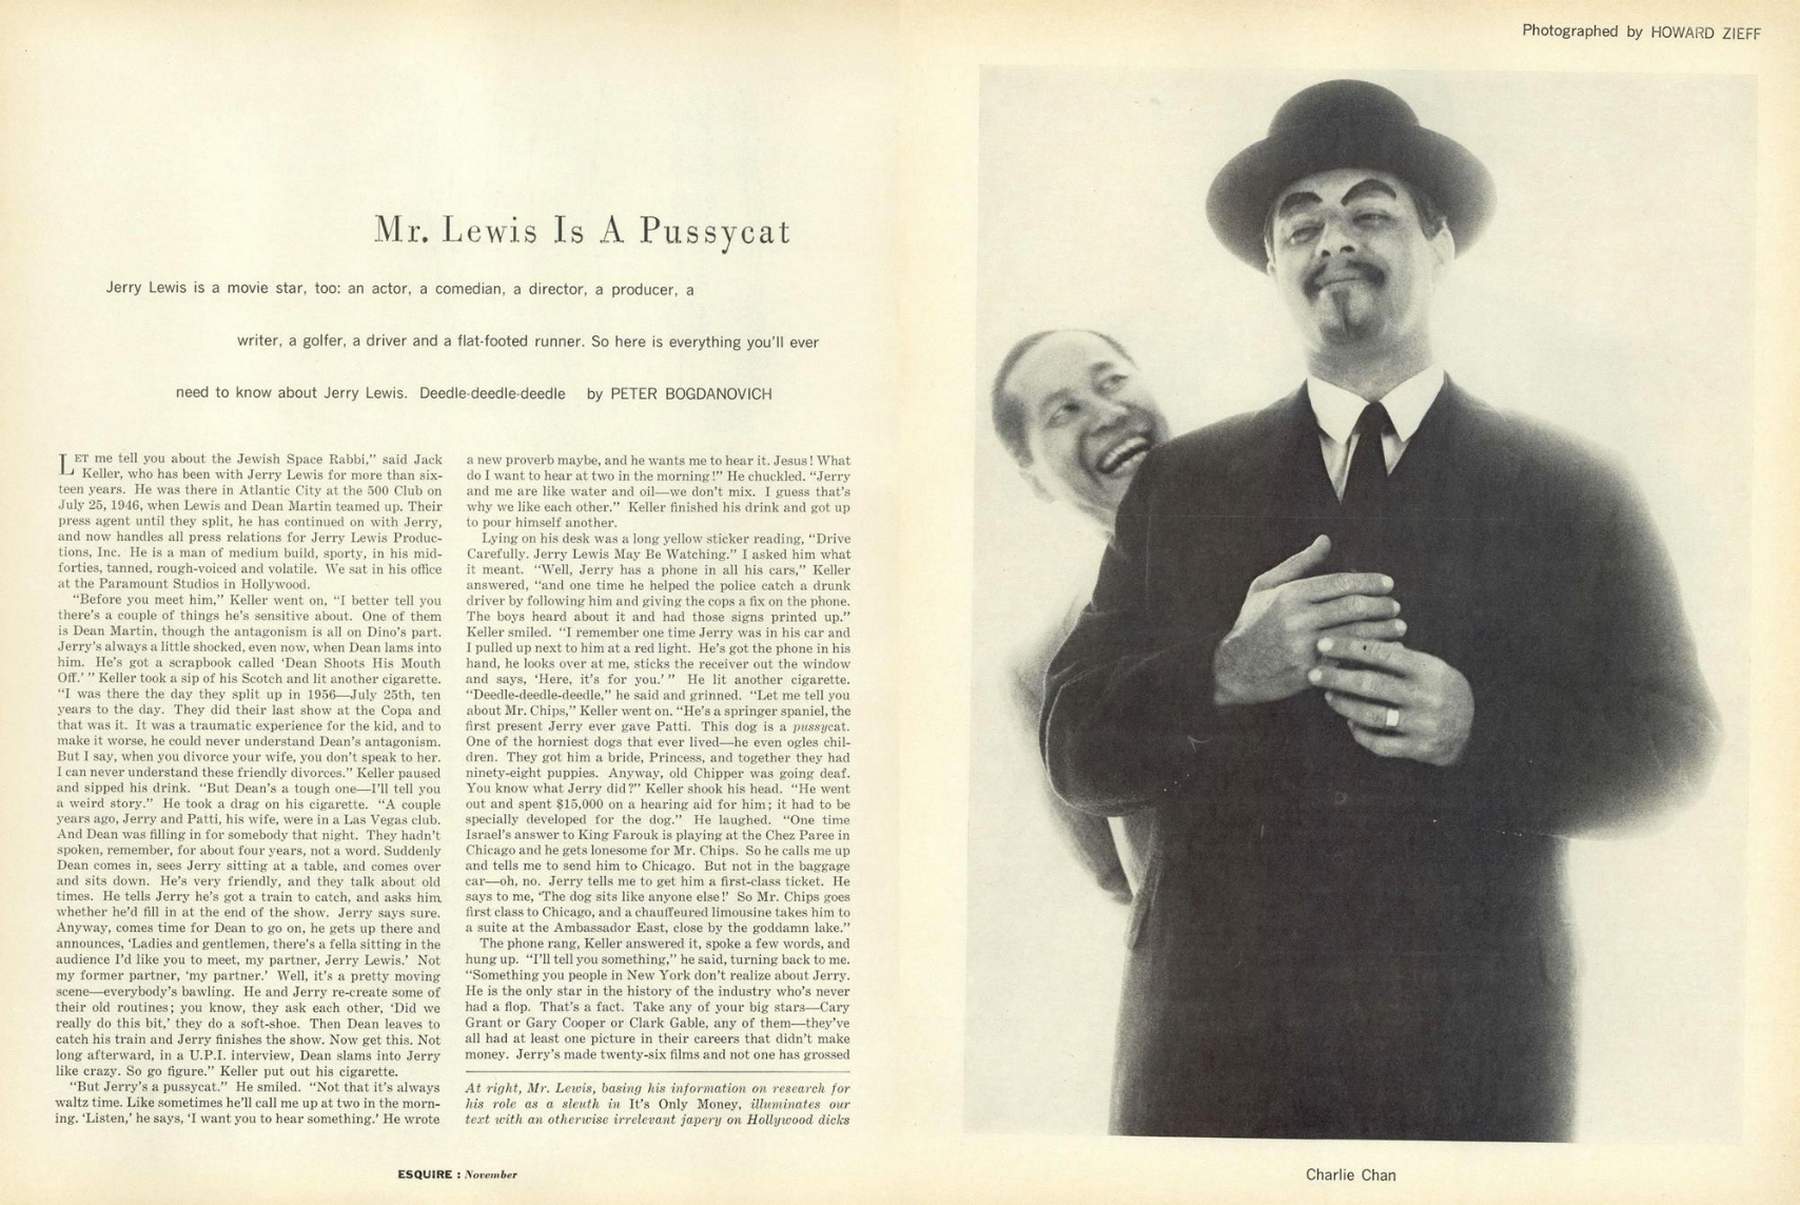 Photographed by HOWARD ZIEFF
Mr. Lewis Is A Pussycat
Jerry Lewis is a movie star, too: an actor, a comedian, a director, a producer, a
writer, a golfer, a driver and a flat-footed runner. So here is everything you'll ever
need to know about Jerry Lewis. Deedle-deedle-deedle by PETER BOGDANOVICH
LET me tell you about the Jewish Space Rabbi,” said Jack
Keller, who has been with Jerry Lewis for more than six-
teen years. He was there in Atlantic City at the 500 Club on
July 25, 1946, when Lewis and Dean Martin teamed up. Their
press agent until they split, he has continued on with Jerry,
and now handles all press relations for Jerry Lewis Produc-
tions, Inc. He is a man of medium build, sporty, in his mid-
forties, tanned, rough-voiced and volatile. We sat in his office
at the Paramount Studios in Hollywood.
“Before you meet him,” Keller went on, “I better tell you
there's a couple of things he's sensitive about. One of them
is Dean Martin, though the antagonism is all on Dino's part.
Jerry's always a little shocked, even now, when Dean lams into
him. He's got a scrapbook called ‘Dean Shoots His Mouth
Off.’ ” Keller took a sip of his Scotch and lit another cigarette.
“I was there the day they split up in 1956—July 25th, ten
years to the day. They did their last show at the Copa and
that was it. It was a traumatic experience for the kid, and to
make it worse, he could never understand Dean's antagonism.
But I say, when you divorce your wife, you don't speak to her.
I can never understand these friendly divorces.” Keller paused
and sipped his drink. “But Dean's a tough one—I'll tell you
a weird story.” He took a drag on his cigarette. “A couple
years ago, Jerry and Patti, his wife, were in a Las Vegas club.
And Dean was filling in for somebody that night. They hadn't
spoken, remember, for about four years, not a word. Suddenly
Dean comes in, sees Jerry sitting at a table, and comes over
and sits down. He's very friendly, and they talk about old
times. He tells Jerry he's got a train to catch, and asks him
whether he'd fill in at the end of the show. Jerry says sure.
Anyway, comes time for Dean to go on, he gets up there and
announces, ‘Ladies and gentlemen, there's a fella sitting in the
audience I'd like you to meet, my partner, Jerry Lewis.’ Not
my former partner, ‘my partner.’ Well, it's a pretty moving
scene—everybody's bawling. He and Jerry re-create some of
their old routines; you know, they ask each other, ‘Did we
really do this bit,’ they do a soft-shoe. Then Dean leaves to
catch his train and Jerry finishes the show. Now get this. Not
long afterward, in a U.P.I. interview, Dean slams into Jerry
like crazy. So go figure.” Keller put out his cigarette.
“But Jerry's a pussycat.” He smiled. “Not that it's always
waltz time. Like sometimes he'll call me up at two in the morn-
ing. ‘Listen,’ he says, ‘I want you to hear something.’ He wrote
a new proverb maybe, and he wants me to hear it. Jesus! What
do I want to hear at two in the morning!” He chuckled. “Jerry
and me are like water and oil—we don't mix. I guess that's
why we like each other.” Keller finished his drink and got up
to pour himself another.
Lying on his desk was a long yellow sticker reading, “Drive
Carefully. Jerry Lewis May Be Watching.” I asked him what
it meant. “Well, Jerry has a phone in all his cars,” Keller
answered, “and one time he helped the police catch a drunk
driver by following him and giving the cops a fix on the phone.
The boys heard about it and had those signs printed up.”
Keller smiled. “I remember one time Jerry was in his car and
I pulled up next to him at a red light. He's got the phone in his
hand, he looks over at me, sticks the receiver out the window
and says, ‘Here, it's for you.’ ” He lit another cigarette.
“Deedle-deedle-deedle,” he said and grinned. “Let me tell you
about Mr. Chips,” Keller went on. “He's a springer spaniel, the
first present Jerry ever gave Patti. This dog is a pussycat.
One of the horniest dogs that ever lived—he even ogles chil-
dren. They got him a bride, Princess, and together they had
ninety-eight puppies. Anyway, old Chipper was going deaf.
You know what Jerry did?” Keller shook his head. “He went
out and spent $15,000 on a hearing aid for him; it had to be
specially developed for the dog.” He laughed. “One time
Israel's answer to King Farouk is playing at the Chez Paree in
Chicago and he gets lonesome for Mr. Chips. So he calls me up
and tells me to send him to Chicago. But not in the baggage
car—oh, no. Jerry tells me to get him a first-class ticket. He
says to me, ‘The dog sits like anyone else!’ So Mr. Chips goes
first class to Chicago, and a chauffeured limousine takes him to
a suite at the Ambassador East, close by the goddamn lake.”
The phone rang, Keller answered it, spoke a few words, and
hung up. “I'll tell you something,” he said, turning back to me.
“Something you people in New York don't realize about Jerry.
He is the only star in the history of the industry who's never
had a flop. That's a fact. Take any of your big stars—Cary
Grant or Gary Cooper or Clark Gable, any of them—they've
all had at least one picture in their careers that didn't make
money. Jerry's made twenty-six films and not one has grossed
At right, Mr. Lewis, basing his information on research for
his role as a sleuth in It's Only Money, illuminates our
text with an otherwise irrelevant japery on Hollywood dicks
ESQUIRE : November
Charlie Chan